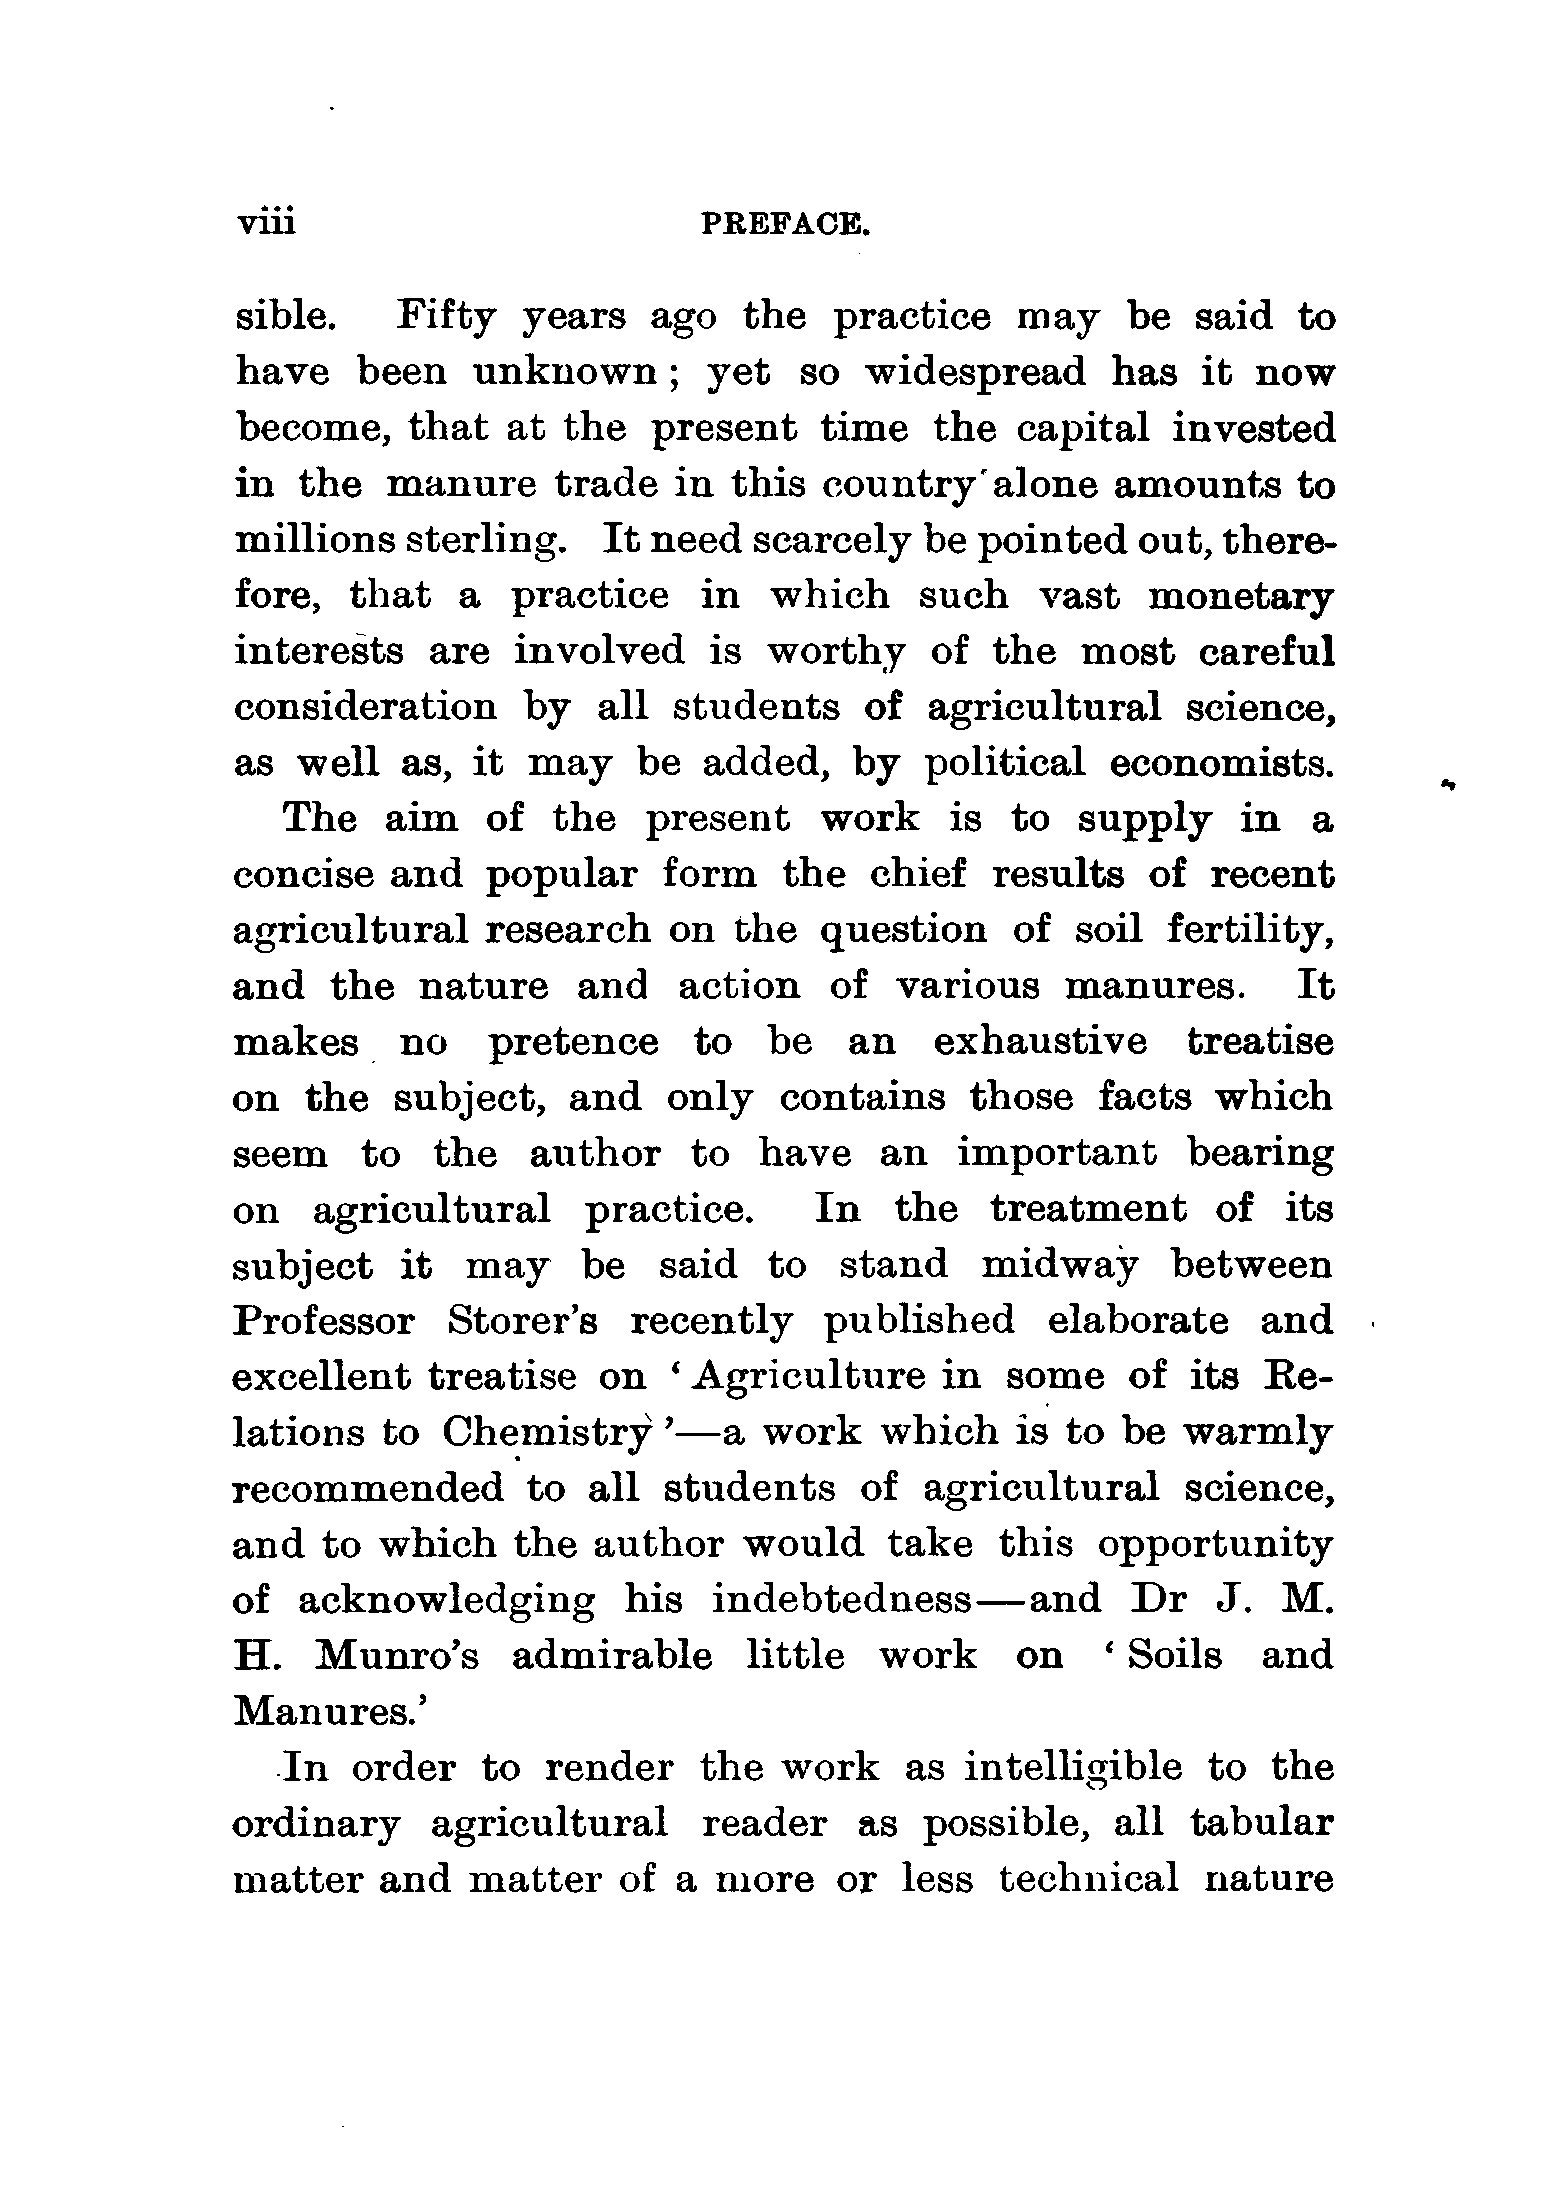 viii PREFACE.
sible. Fifty years ago the practice may be said to
have been unknown; yet so widespread has it now
become, that at the present time the capital invested
in the manure trade in this country alone amounts to
millions sterling. It need scarcely be pointed out, there-
fore, that a practice in which such vast monetary
interests are involved is worthy of the most careful
consideration by all students of agricultural science,
as well as, it may be added, by political economists.
The aim of the present work is to supply in a
concise and popular form the chief results of recent
agricultural research on the question of soil fertility,
and the nature and action of various manures. It
makes no pretence to be an exhaustive treatise
on the subject, and only contains those facts which
seem to the author to have an important bearing
on agricultural practice. In the treatment of its
subject it may be said to stand midway between
Professor Storer's recently published elaborate and
excellent treatise on ‘Agriculture in some of its Re-
lations to Chemistry’—a work which is to be warmly
recommended to all students of agricultural science,
and to which the author would take this opportunity
of acknowledging his indebtedness—and Dr J. M.
H. Munro's admirable little work on ‘Soils and
Manures.’
In order to render the work as intelligible to the
ordinary agricultural reader as possible, all tabular
matter and matter of a more or less technical nature